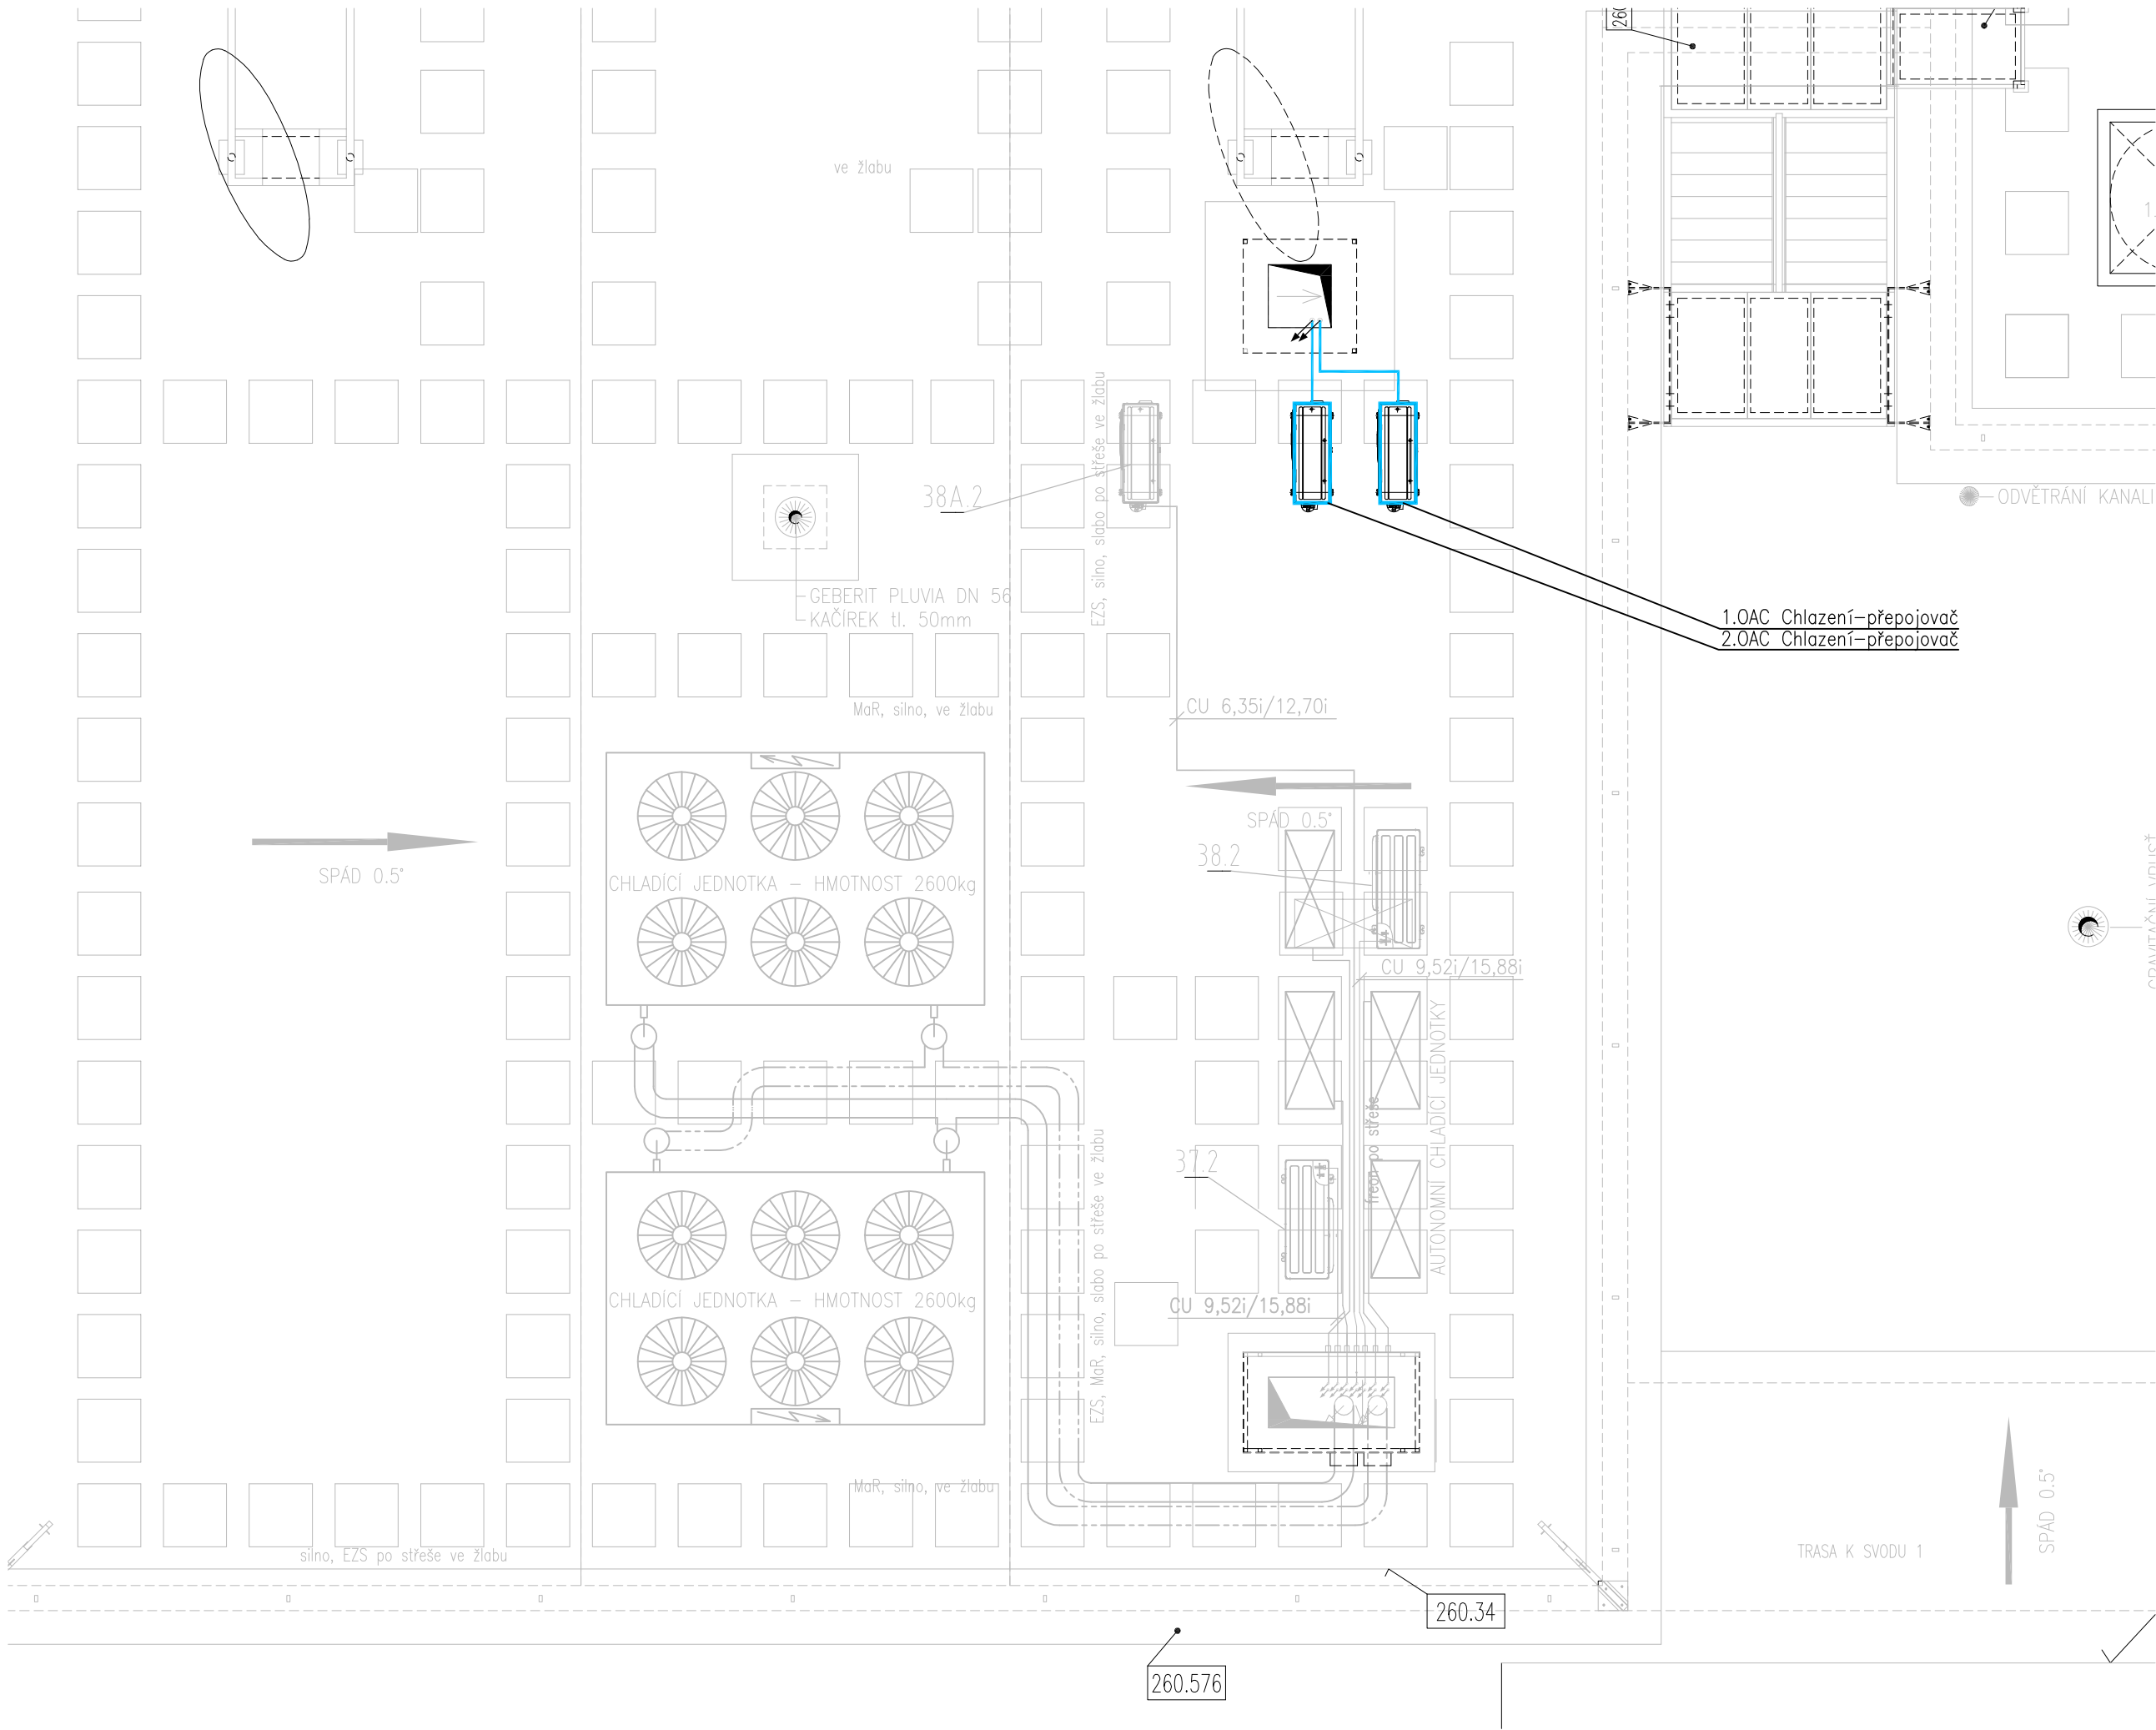 ve žlabu
38A.2
EZS, silno, slabo po střeše ve žlabu
ODVĚTRÁNÍ KANALI
GEBERIT PLUVIA DN 56
KAČÍREK tl. 50mm
1.OAC Chlazení-přepojovač
2.OAC Chlazení-přepojovač
MaR, silno, ve žlabu
CU 6,35i/12,70i
SPÁD 0.5°
38.2
SPÁD 0.5°
CHLADÍCÍ JEDNOTKA - HMOTNOST 2600kg
CU 9,52i/15,88i
AUTONOMNÍ CHLADÍCÍ JEDNOTKY
freon po střeše
37.2
EZS, MaR, silno, slabo po střeše ve žlabu
CHLADÍCÍ JEDNOTKA - HMOTNOST 2600kg
CU 9,52i/15,88i
MaR, silno, ve žlabu
silno, EZS po střeše ve žlabu
SPÁD 0.5°
TRASA K SVODU 1
260.34
260.576